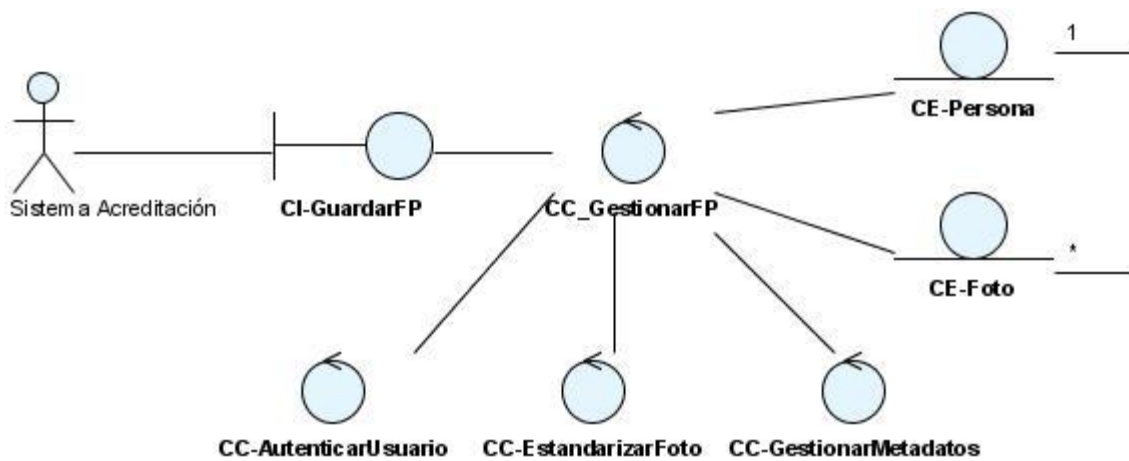 1
CE-Persona
Sistema Acreditación
CI-GuardarFP
CC_GestionarFP
*
CE-Foto
CC-AutenticarUsuario
CC-EstandarizarFoto
CC-GestionarMetadatos